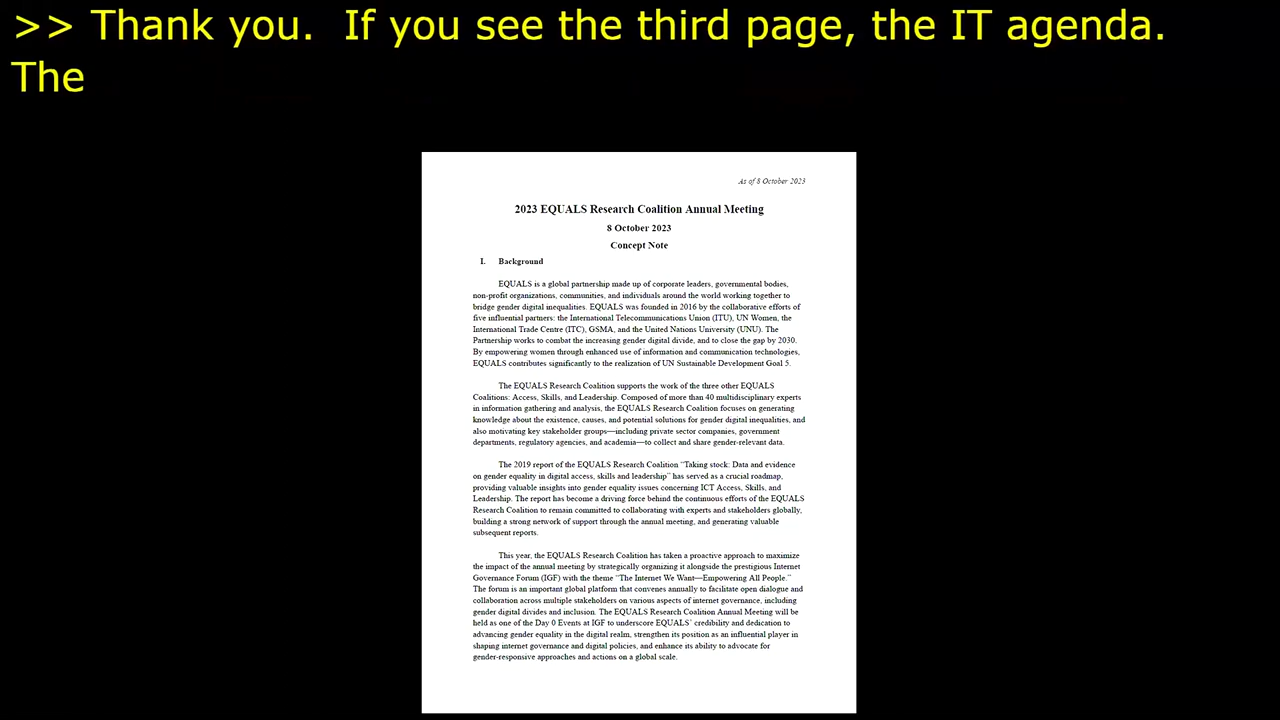 >> Thank you.  If you see the third page, the IT agenda.
The
As of 8 October 2023
2023 EQUALS Research Coalition Annual Meeting
8 October 2023
Concept Note
I. Background
EQUALS is a global partnership made up of corporate leaders, governmental bodies,
non-profit organizations, communities, and individuals around the world working together to
bridge gender digital inequalities. EQUALS was founded in 2016 by the collaborative efforts of
five influential partners: the International Telecommunications Union (ITU), UN Women, the
International Trade Centre (ITC), GSMA, and the United Nations University (UNU). The
Partnership works to combat the increasing gender digital divide, and to close the gap by 2030.
By empowering women through enhanced use of information and communication technologies,
EQUALS contributes significantly to the realization of UN Sustainable Development Goal 5.
The EQUALS Research Coalition supports the work of the three other EQUALS
Coalitions: Access, Skills, and Leadership. Composed of more than 40 multidisciplinary experts
in information gathering and analysis, the EQUALS Research Coalition focuses on generating
knowledge about the existence, causes, and potential solutions for gender digital inequalities, and
also motivating key stakeholder groups—including private sector companies, government
departments, regulatory agencies, and academia—to collect and share gender-relevant data.
The 2019 report of the EQUALS Research Coalition “Taking stock: Data and evidence
on gender equality in digital access, skills and leadership” has served as a crucial roadmap,
providing valuable insights into gender equality issues concerning ICT Access, Skills, and
Leadership. The report has become a driving force behind the continuous efforts of the EQUALS
Research Coalition to remain committed to collaborating with experts and stakeholders globally,
building a strong network of support through the annual meeting, and generating valuable
subsequent reports.
This year, the EQUALS Research Coalition has taken a proactive approach to maximize
the impact of the annual meeting by strategically organizing it alongside the prestigious Internet
Governance Forum (IGF) with the theme “The Internet We Want—Empowering All People.”
The forum is an important global platform that convenes annually to facilitate open dialogue and
collaboration across multiple stakeholders on various aspects of internet governance, including
gender digital divides and inclusion. The EQUALS Research Coalition Annual Meeting will be
held as one of the Day 0 Events at IGF to underscore EQUALS’ credibility and dedication to
advancing gender equality in the digital realm, strengthen its position as an influential player in
shaping internet governance and digital policies, and enhance its ability to advocate for
gender-responsive approaches and actions on a global scale.